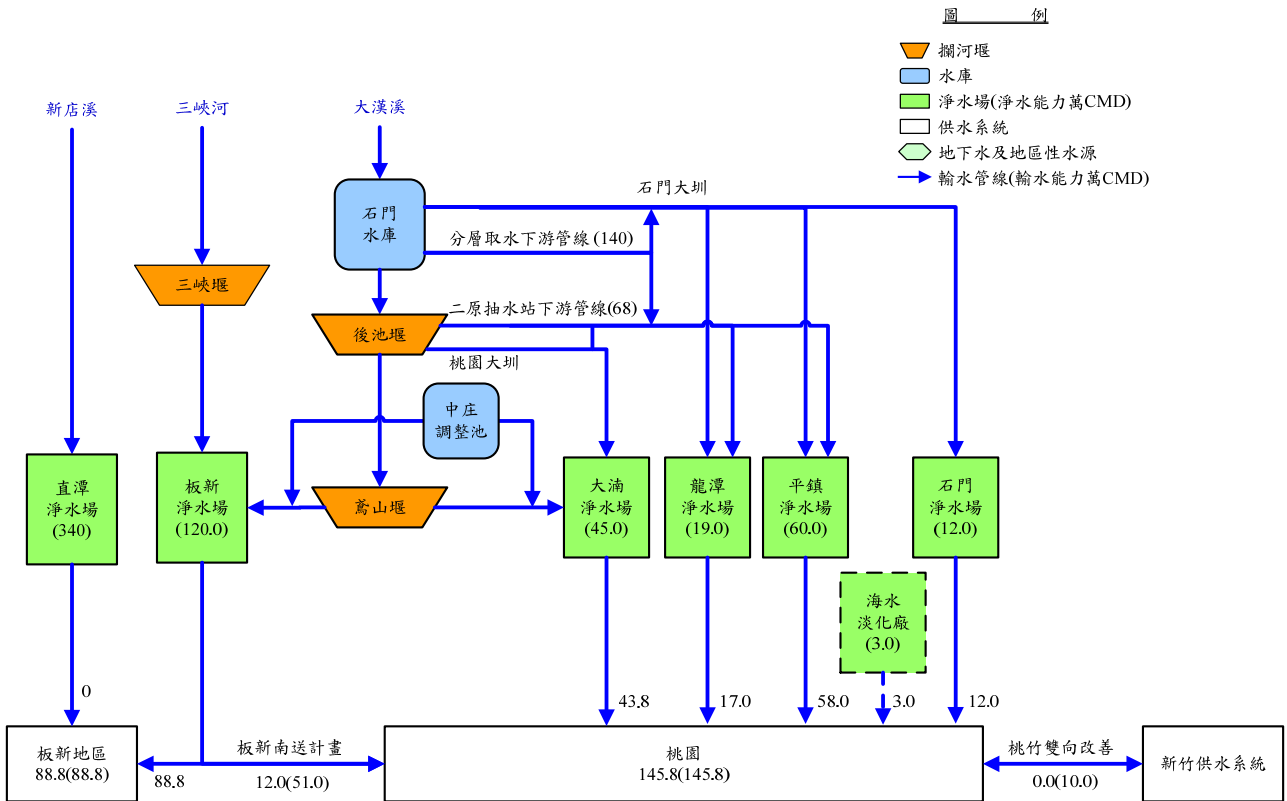 圖 例
攔河堰
水庫
淨水場(淨水能力萬CMD)
供水系統
地下水及地區性水源
輸水管線(輸水能力萬CMD)
新店溪
三峽河
大漢溪
石門
水庫
石門大圳
分層取水下游管線(140)
三峽堰
二原抽水站下游管線(68)
後池堰
桃園大圳
中庄
調整池
直潭
淨水場
(340)
板新
淨水場
(120.0)
鳶山堰
大湳
淨水場
(45.0)
龍潭
淨水場
(19.0)
平鎮
淨水場
(60.0)
石門
淨水場
(12.0)
海水
淡化廠
(3.0)
0
43.8
17.0
58.0
3.0
12.0
板新地區
88.8(88.8)
88.8
板新南送計畫
12.0(51.0)
桃園
145.8(145.8)
桃竹雙向改善
0.0(10.0)
新竹供水系統